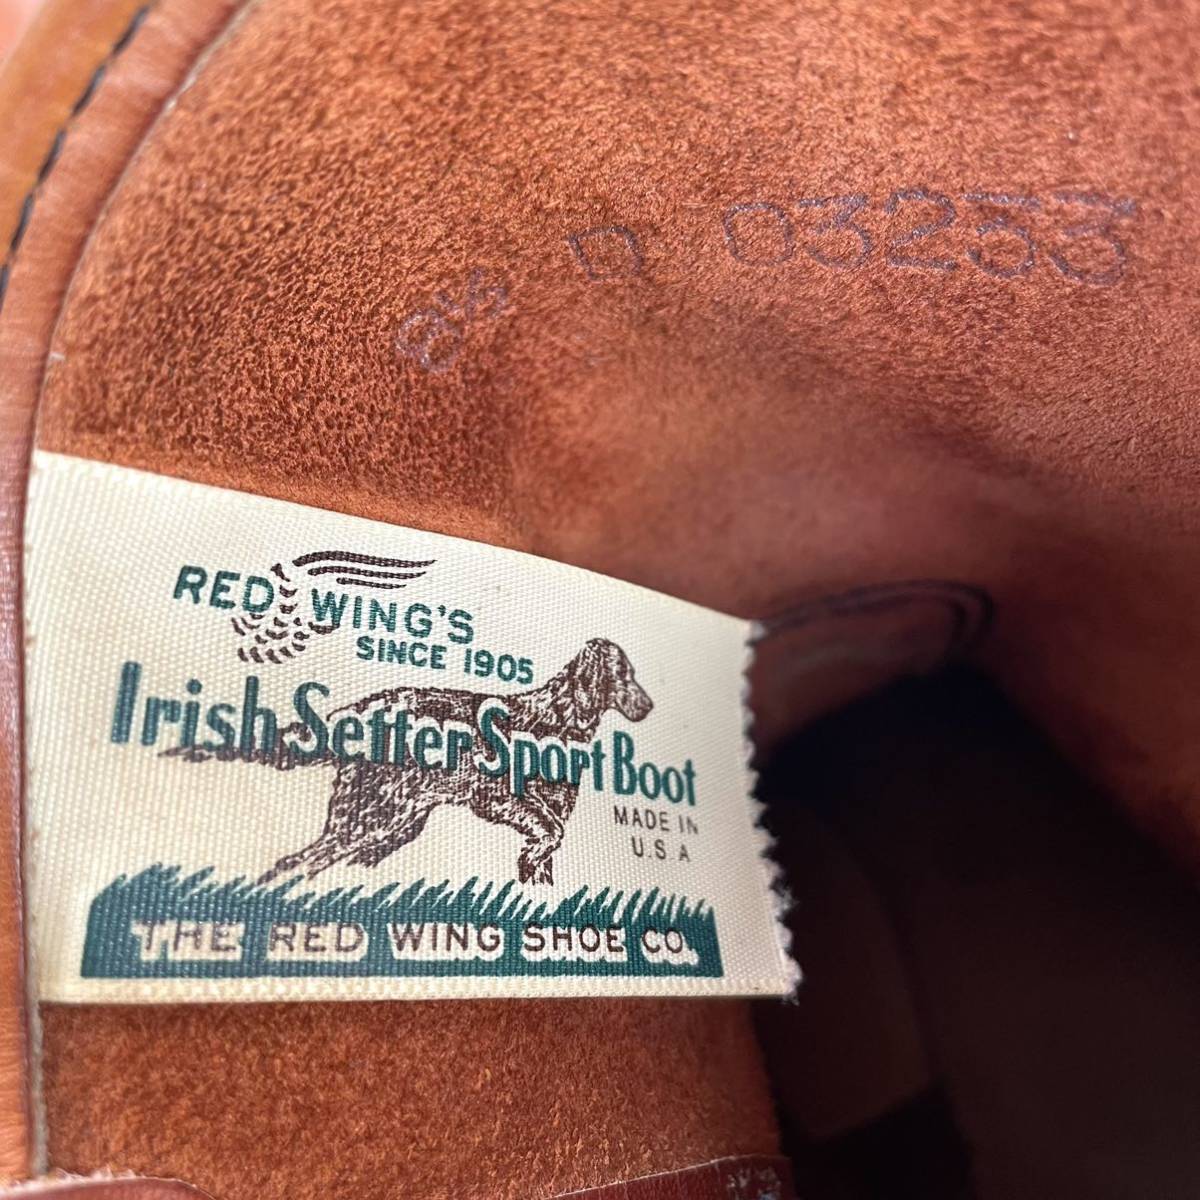 8½ D 03233
RED WING'S
SINCE 1905
Irish Setter Sport Boot
MADE IN
U.S.A
THE RED WING SHOE CO.